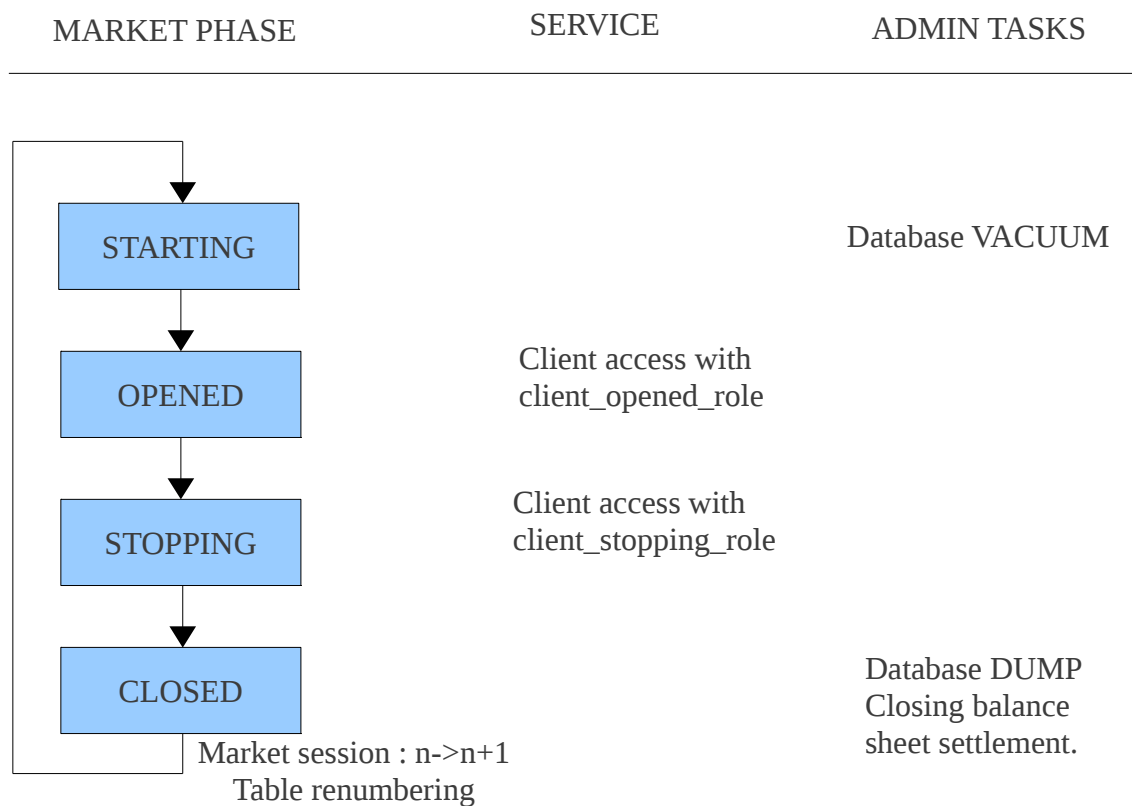 MARKET PHASE
SERVICE
ADMIN TASKS
STARTING
Database VACUUM
OPENED
Client access with
client_opened_role
STOPPING
Client access with
client_stopping_role
CLOSED
Database DUMP
Closing balance
sheet settlement.
Market session : n->n+1
Table renumbering